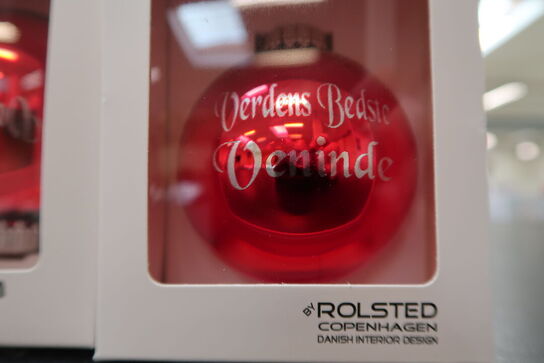 Verdens Bedste
Veninde
BY ROLSTED
COPENHAGEN
DANISH INTERIOR DESIGN